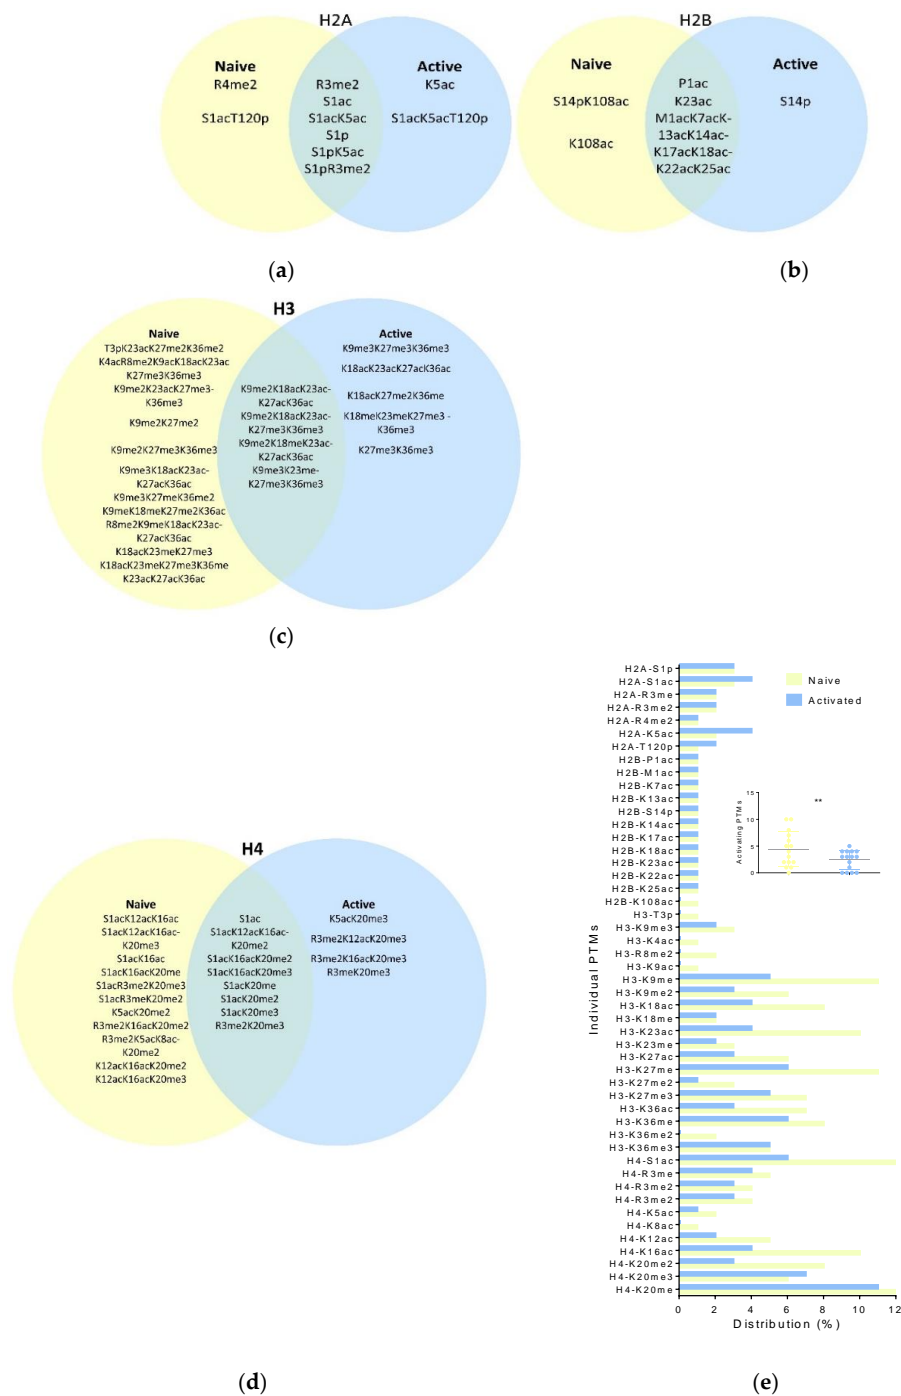 H2A
Naive
R4me2
S1acT120p
R3me2
S1ac
S1acK5ac
S1p
S1pK5ac
S1pR3me2
Active
K5ac
S1acK5acT120p
(a)
H2B
Naive
S14pK108ac
K108ac
P1ac
K23ac
M1acK7acK-
13acK14ac-
K17acK18ac-
K22acK25ac
Active
S14p
(b)
H3
Naive
T3pK23acK27me2K36me2
K4acR8me2K9acK18acK23ac
K27me3K36me3
K9me2K23acK27me3-
K36me3
K9me2K27me2
K9me2K27me3K36me3
K9me3K18acK23ac-
K27acK36ac
K9me3K27meK36me2
K9meK18meK27me2K36ac
R8me2K9meK18acK23ac-
K27acK36ac
K18acK23meK27me3
K18acK23meK27me3K36me
K23acK27acK36ac
K9me2K18acK23ac-
K27acK36ac
K9me2K18acK23ac-
K27me3K36me3
K9me2K18meK23ac-
K27acK36ac
K9me3K23me-
K27me3K36me3
Active
K9me3K27me3K36me3
K18acK23acK27acK36ac
K18acK27me2K36me
K18meK23meK27me3 -
K36me3
K27me3K36me3
(c)
H4
Naive
S1acK12acK16ac
S1acK12acK16ac-
K20me3
S1acK16ac
S1acK16acK20me
S1acR3me2K20me3
S1acR3meK20me2
K5acK20me2
R3me2K16acK20me2
R3me2K5acK8ac-
K20me2
K12acK16acK20me2
K12acK16acK20me3
S1ac
S1acK12acK16ac-
K20me2
S1acK16acK20me2
S1acK16acK20me3
S1acK20me
S1acK20me2
S1acK20me3
R3me2K20me3
Active
K5acK20me3
R3me2K12acK20me3
R3me2K16acK20me3
R3meK20me3
(d)
Individual PTMs
H2A-S1p
H2A-S1ac
H2A-R3me
H2A-R3me2
H2A-R4me2
H2A-K5ac
H2A-T120p
H2B-P1ac
H2B-M1ac
H2B-K7ac
H2B-K13ac
H2B-S14p
H2B-K14ac
H2B-K17ac
H2B-K18ac
H2B-K23ac
H2B-K22ac
H2B-K25ac
H2B-K108ac
H3-T3p
H3-K9me3
H3-K4ac
H3-R8me2
H3-K9ac
H3-K9me
H3-K9me2
H3-K18ac
H3-K18me
H3-K23ac
H3-K23me
H3-K27ac
H3-K27me
H3-K27me2
H3-K27me3
H3-K36ac
H3-K36me
H3-K36me2
H3-K36me3
H4-S1ac
H4-R3me
H4-R3me2
H4-R3me2
H4-K5ac
H4-K8ac
H4-K12ac
H4-K16ac
H4-K20me2
H4-K20me3
H4-K20me
0 2 4 6 8 10 12
Distribution (%)
Naive
Activated
Activating PTMs
15
10
5
0
**
(e)